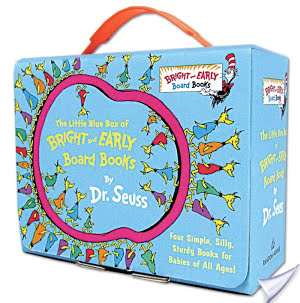 BRIGHT and EARLY
BOARD BOOKS
The Little Blue Box of
BRIGHT and EARLY
Board Books
By
Dr. Seuss
Four Simple, Silly,
Sturdy Books for
Babies of All Ages!
The Little Blue Box of
BRIGHT and EARLY
Board Books
By
Dr. Seuss